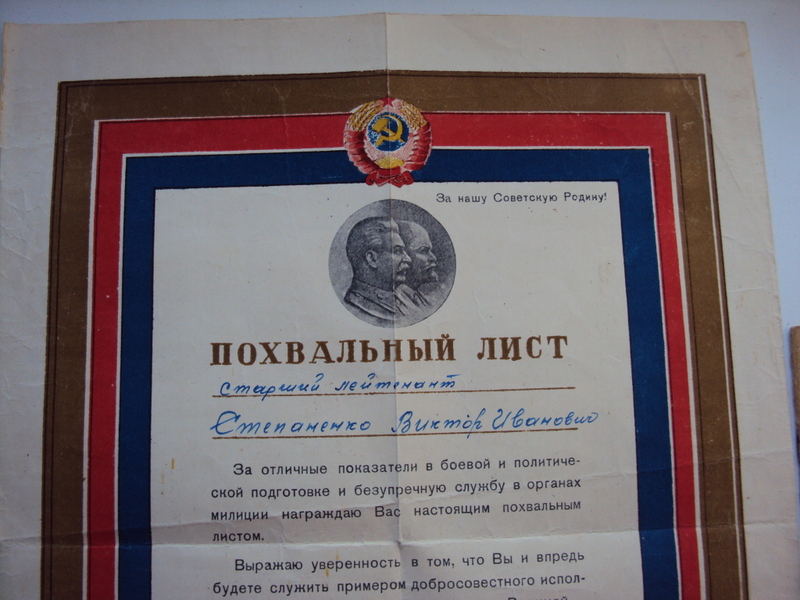 За нашу Советскую Родину!
ПОХВАЛЬНЫЙ ЛИСТ
старший лейтенант
Степаненко Виктор Иванович
За отличные показатели в боевой и политиче-
ской подготовке и безупречную службу в органах
милиции награждаю Вас настоящим похвальным
листом.
Выражаю уверенность в том, что Вы и впредь
будете служить примером добросовестного испол-